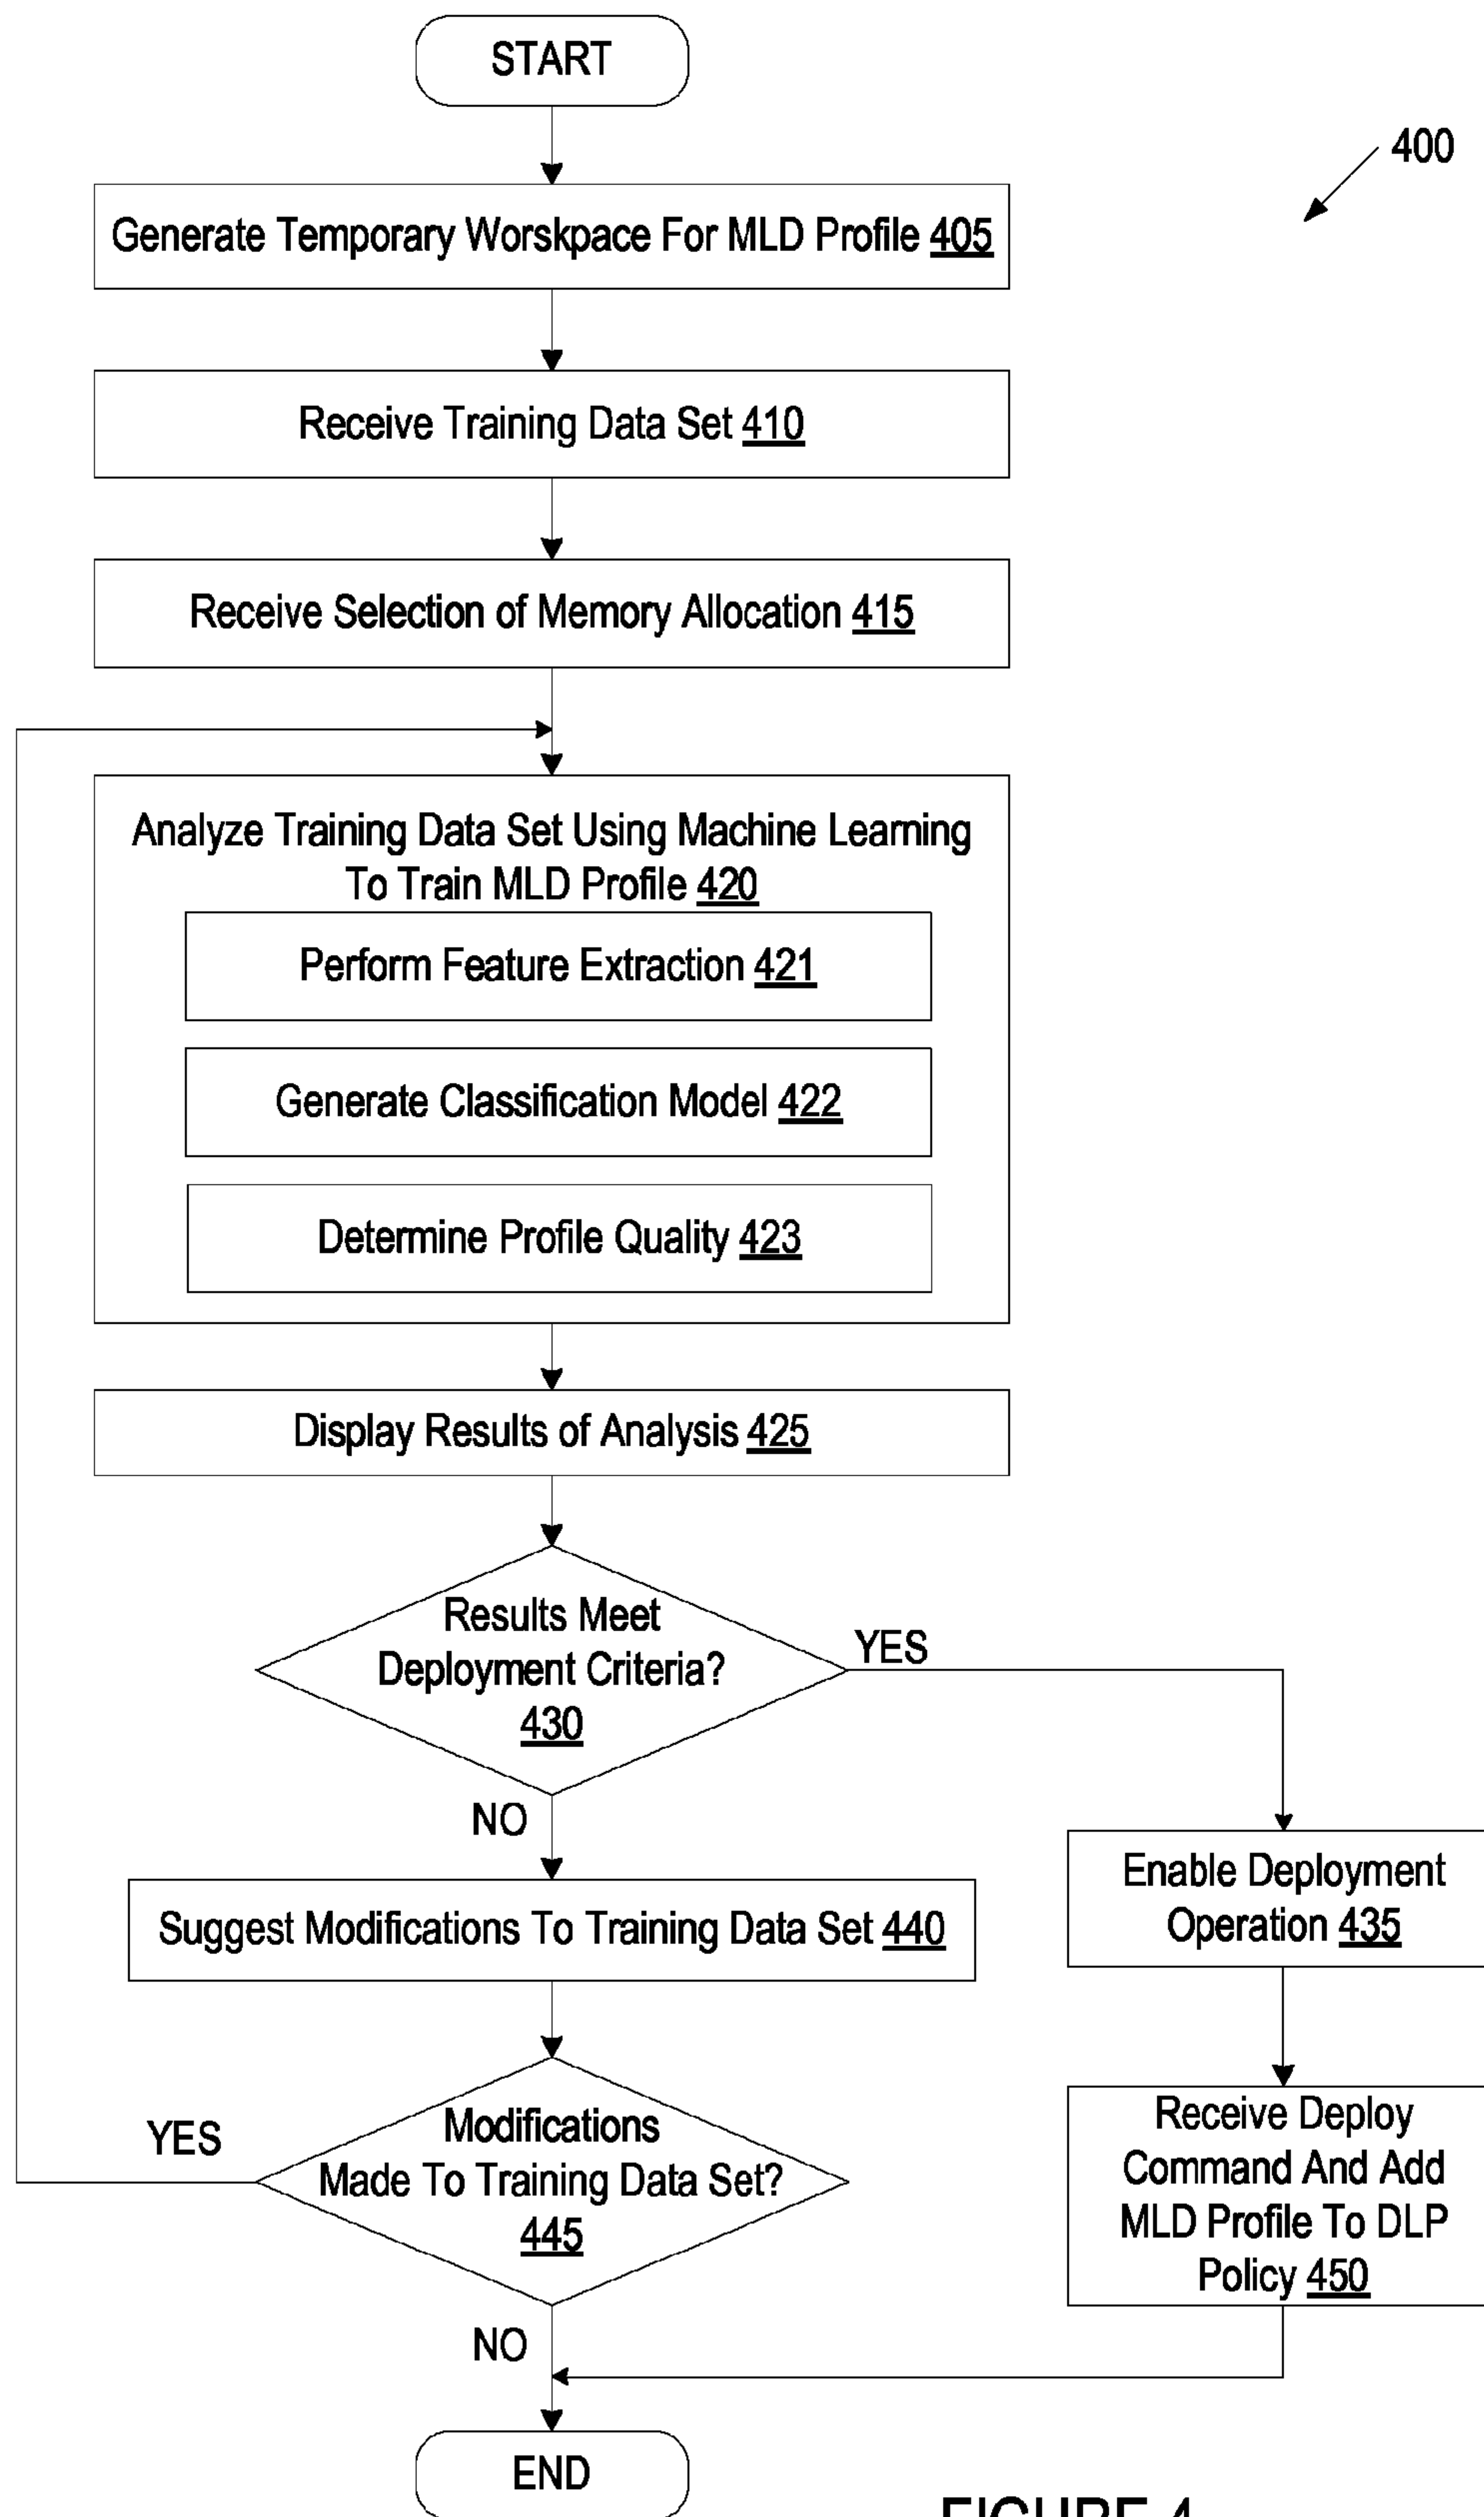 START
400
Generate Temporary Worskpace For MLD Profile 405
Receive Training Data Set 410
Receive Selection of Memory Allocation 415
Analyze Training Data Set Using Machine Learning
To Train MLD Profile 420
Perform Feature Extraction 421
Generate Classification Model 422
Determine Profile Quality 423
Display Results of Analysis 425
Results Meet
Deployment Criteria?
430
YES
NO
Enable Deployment
Operation 435
Suggest Modifications To Training Data Set 440
Modifications
Made To Training Data Set?
445
YES
NO
Receive Deploy
Command And Add
MLD Profile To DLP
Policy 450
END
FIGURE 4